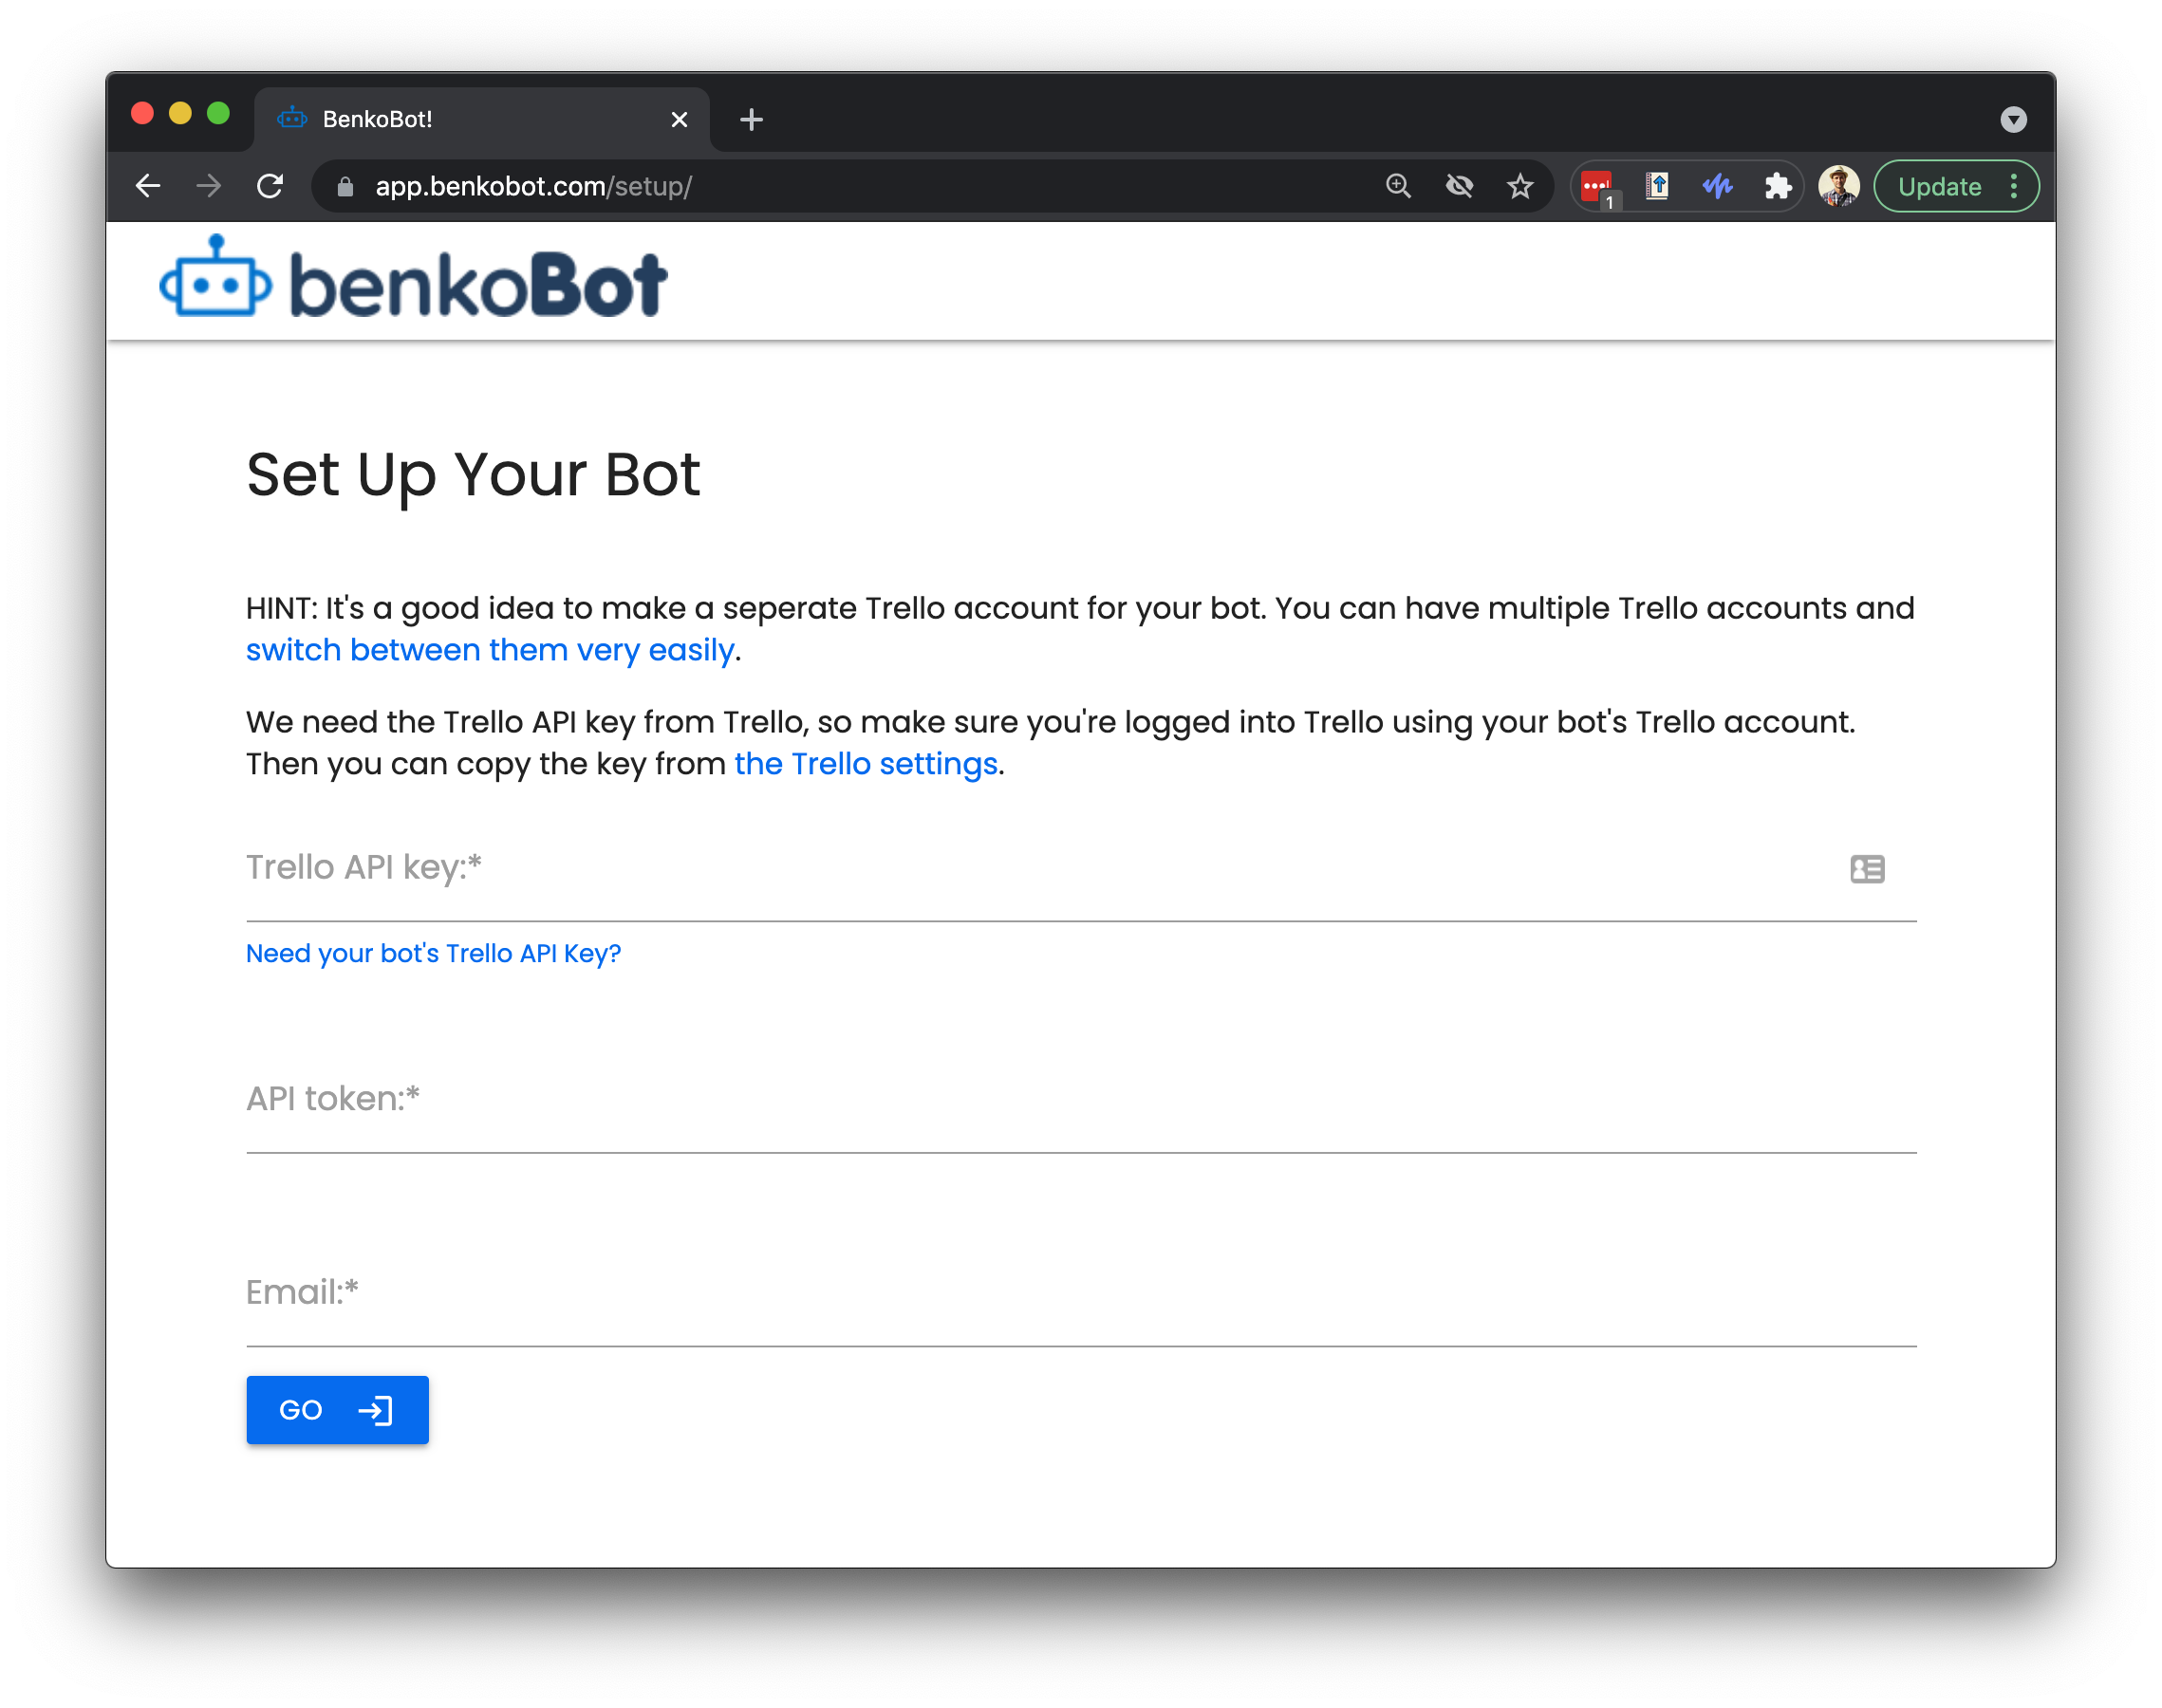 BenkoBot!
app.benkobot.com/setup/
1
Update
benkoBot
Set Up Your Bot
HINT: It's a good idea to make a seperate Trello account for your bot. You can have multiple Trello accounts and
switch between them very easily.
We need the Trello API key from Trello, so make sure you're logged into Trello using your bot's Trello account.
Then you can copy the key from the Trello settings.
Trello API key:*
Need your bot's Trello API Key?
API token:*
Email:*
GO